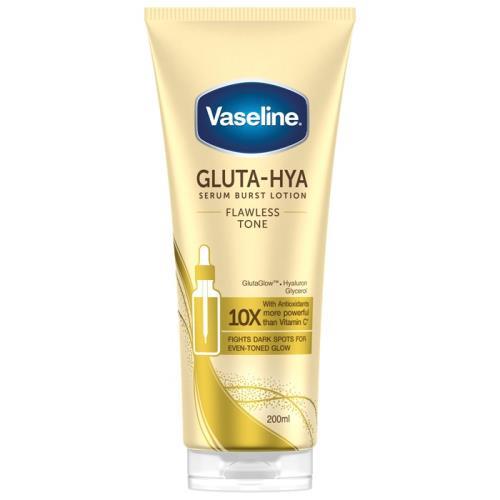 Vaseline.
GLUTA-HYA
SERUM BURST LOTION
FLAWLESS
TONE
GlutaGlow™ • Hyaluron
Glycerol
10X
With Antioxidants
more powerful
than Vitamin C*
FIGHTS DARK SPOTS FOR
EVEN-TONED GLOW
200ml